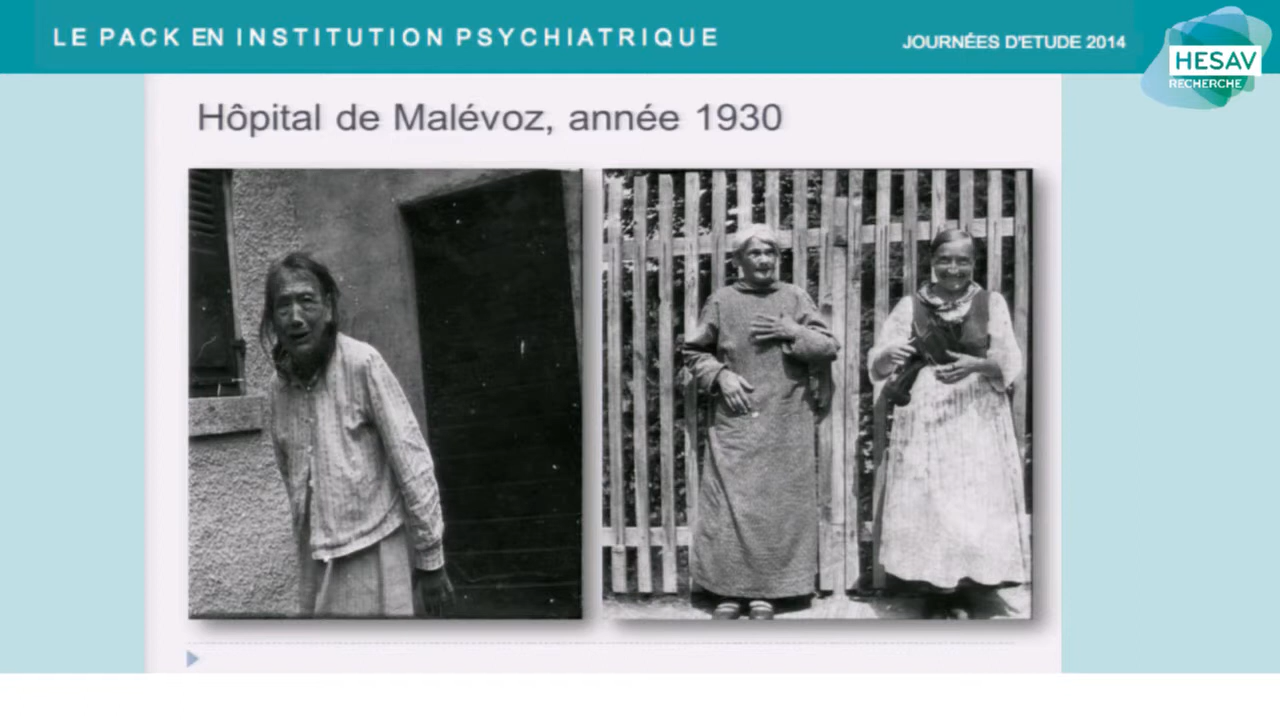 LE PACK EN INSTITUTION PSYCHIATRIQUE
JOURNÉES D'ETUDE 2014
HESAV
RECHERCHE
Hôpital de Malévoz, année 1930